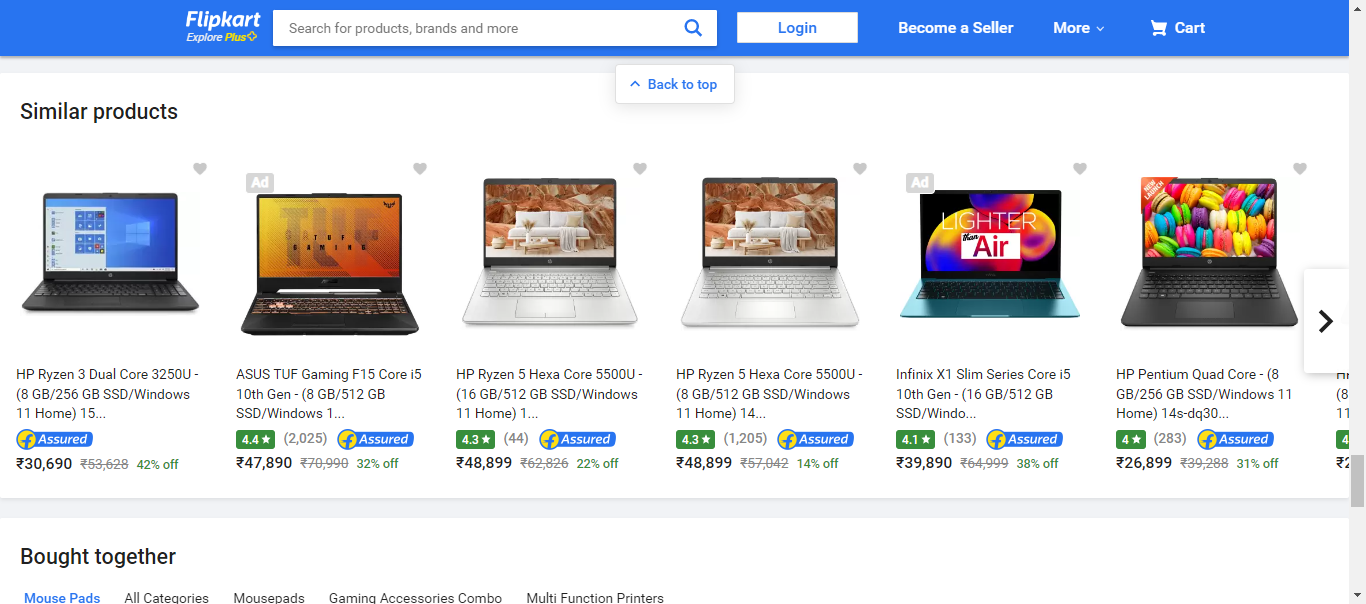 Flipkart
Explore Plus
Search for products, brands and more
Login
Become a Seller
More
Cart
Back to top
Similar products
HP Ryzen 3 Dual Core 3250U -
(8 GB/256 GB SSD/Windows
11 Home) 15...
Assured
₹30,690 ₹53,628 42% off
Ad
TUF
GAMING
ASUS TUF Gaming F15 Core i5
10th Gen - (8 GB/512 GB
SSD/Windows 1...
4.4 ★ (2,025) Assured
₹47,890 ₹70,990 32% off
HP Ryzen 5 Hexa Core 5500U -
(16 GB/512 GB SSD/Windows
11 Home) 1...
4.3 ★ (44) Assured
₹48,899 ₹62,826 22% off
HP Ryzen 5 Hexa Core 5500U -
(8 GB/512 GB SSD/Windows
11 Home) 14...
4.3 ★ (1,205) Assured
₹48,899 ₹57,042 14% off
Ad
LIGHTER
than
Air
Infinix X1 Slim Series Core i5
10th Gen - (16 GB/512 GB
SSD/Windo...
4.1 ★ (133) Assured
₹39,890 ₹64,999 38% off
NEW
LAUNCH
HP Pentium Quad Core - (8
GB/256 GB SSD/Windows 11
Home) 14s-dq30...
4 ★ (283) Assured
₹26,899 ₹39,288 31% off
Bought together
Mouse Pads
All Categories
Mousepads
Gaming Accessories Combo
Multi Function Printers